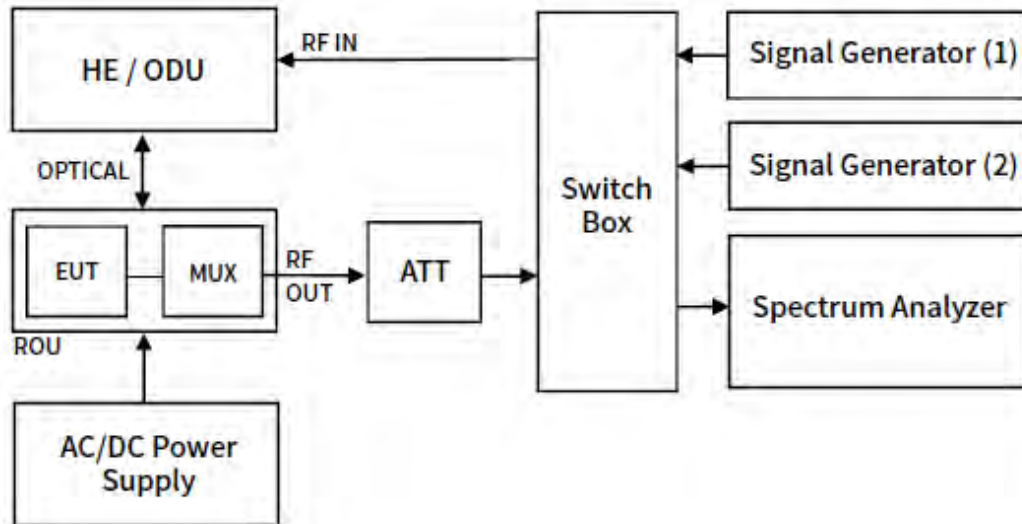 HE / ODU
RF IN
Signal Generator (1)
Signal Generator (2)
OPTICAL
Switch
Box
EUT
MUX
RF
OUT
ATT
Spectrum Analyzer
ROU
AC/DC Power
Supply